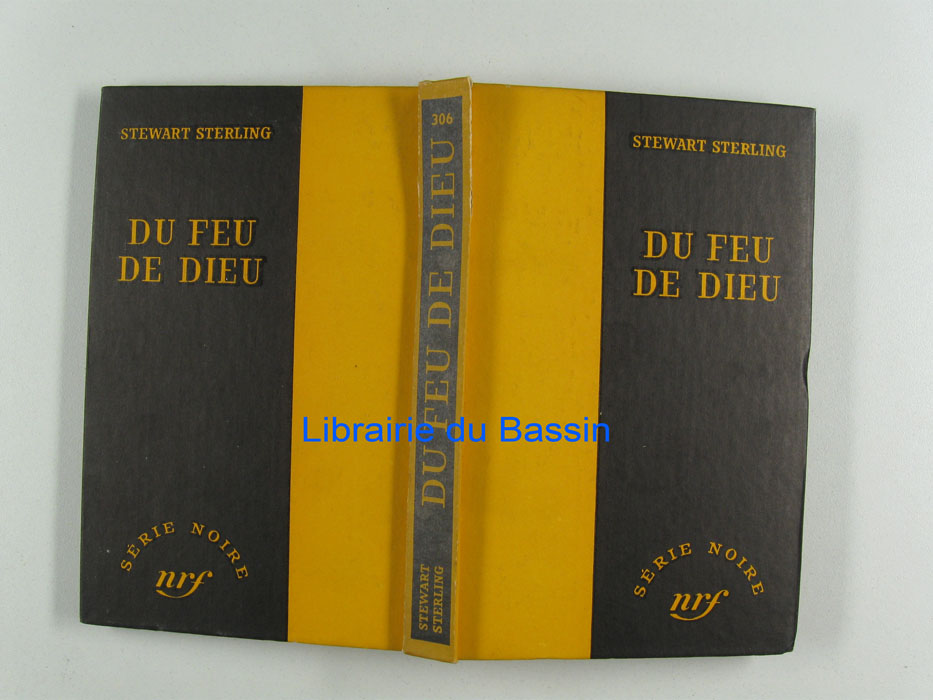 STEWART STERLING
DU FEU
DE DIEU
SÉRIE NOIRE
nrf
306
DU FEU DE DIEU
STEWART
STERLING
STEWART STERLING
DU FEU
DE DIEU
SÉRIE NOIRE
nrf
Librairie du Bassin